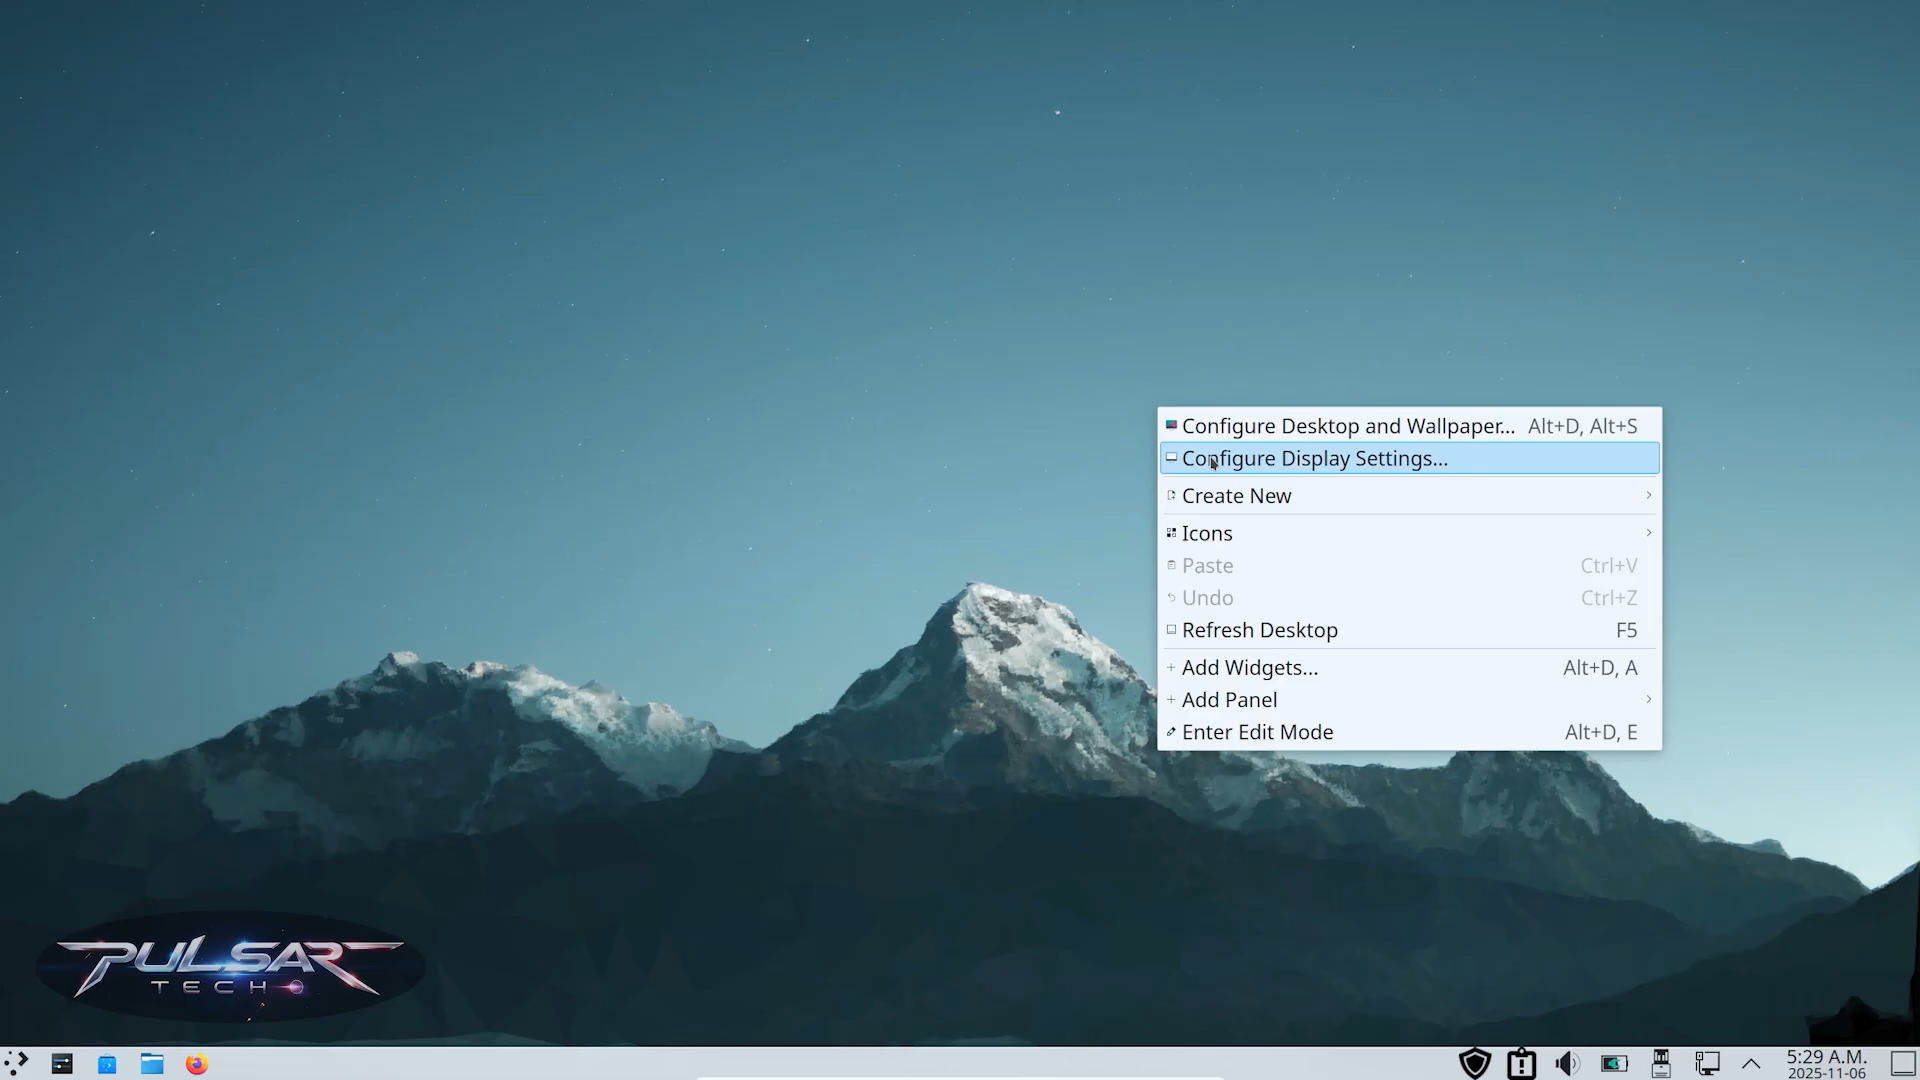 Configure Desktop and Wallpaper... Alt+D, Alt+S
Configure Display Settings...
Create New
Icons
Paste Ctrl+V
Undo Ctrl+Z
Refresh Desktop F5
Add Widgets... Alt+D, A
Add Panel
Enter Edit Mode Alt+D, E
PULSAR
TECH
5:29 A.M.
2025-11-06